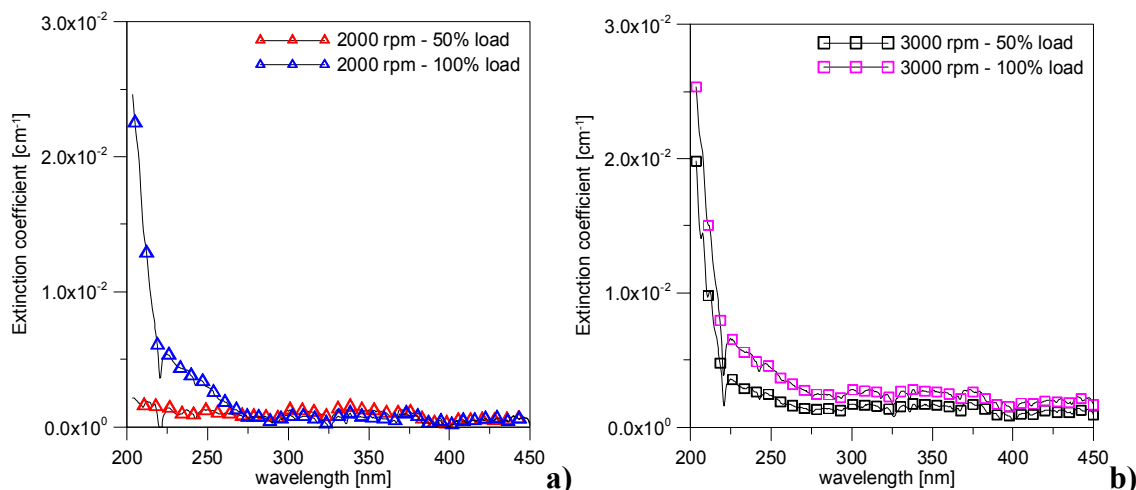 3.0x10⁻²
2.0x10⁻²
1.0x10⁻²
0.0x10⁰
Extinction coefficient [cm⁻¹]
2000 rpm - 50% load
2000 rpm - 100% load
200 250 300 350 400 450
wavelength [nm]
a)
3.0x10⁻²
2.0x10⁻²
1.0x10⁻²
0.0x10⁰
Extinction coefficient [cm⁻¹]
3000 rpm - 50% load
3000 rpm - 100% load
200 250 300 350 400 450
wavelength [nm]
b)